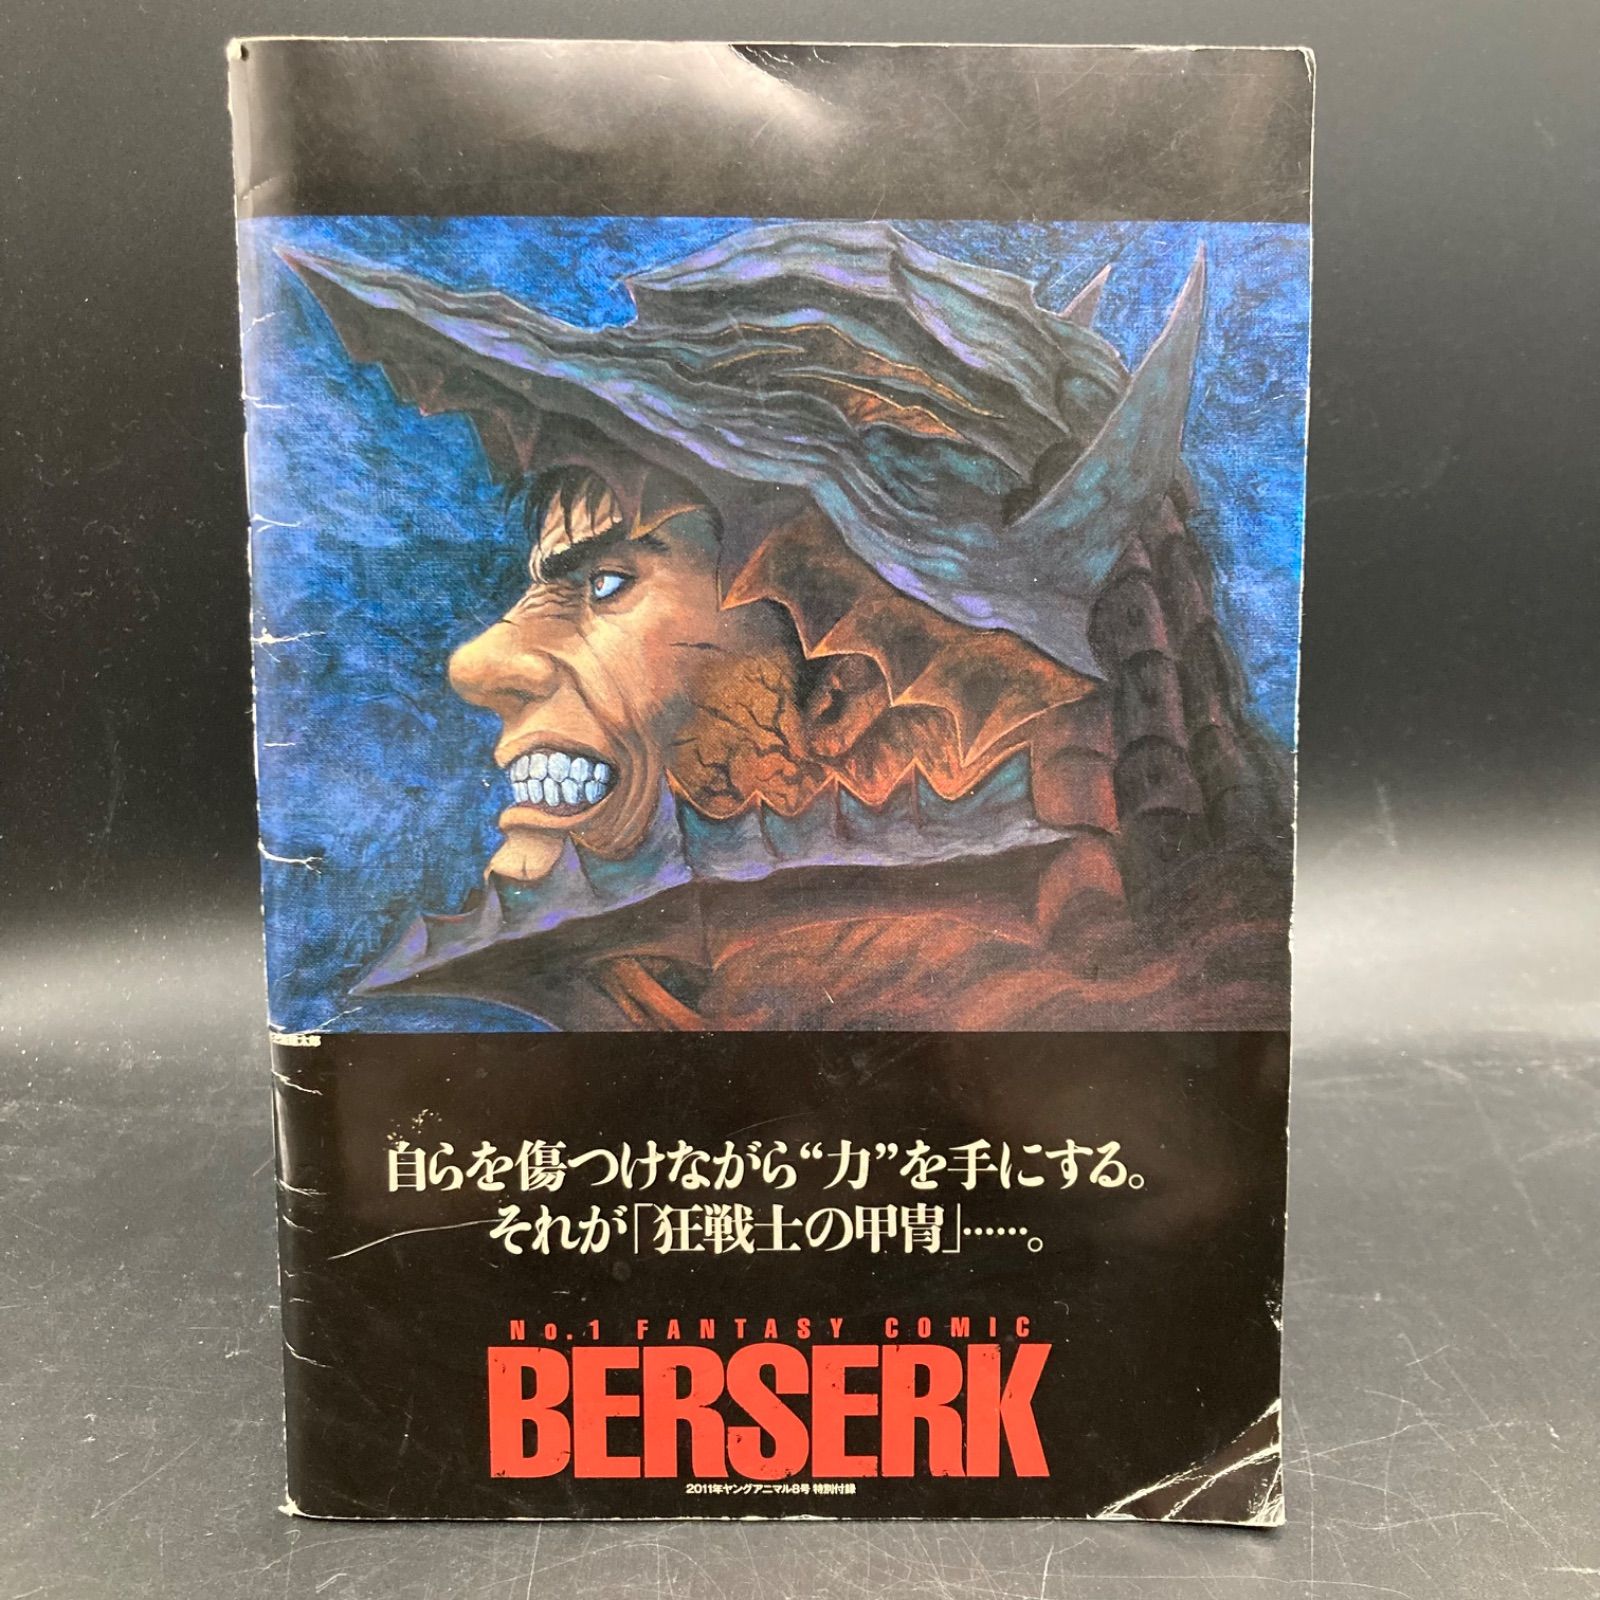 太郎
自らを傷つけながら“力”を手にする。
それが「狂戦士の甲冑」……。
No.1 FANTASY COMIC
BERSERK
2011年ヤングアニマル8号 特別付録